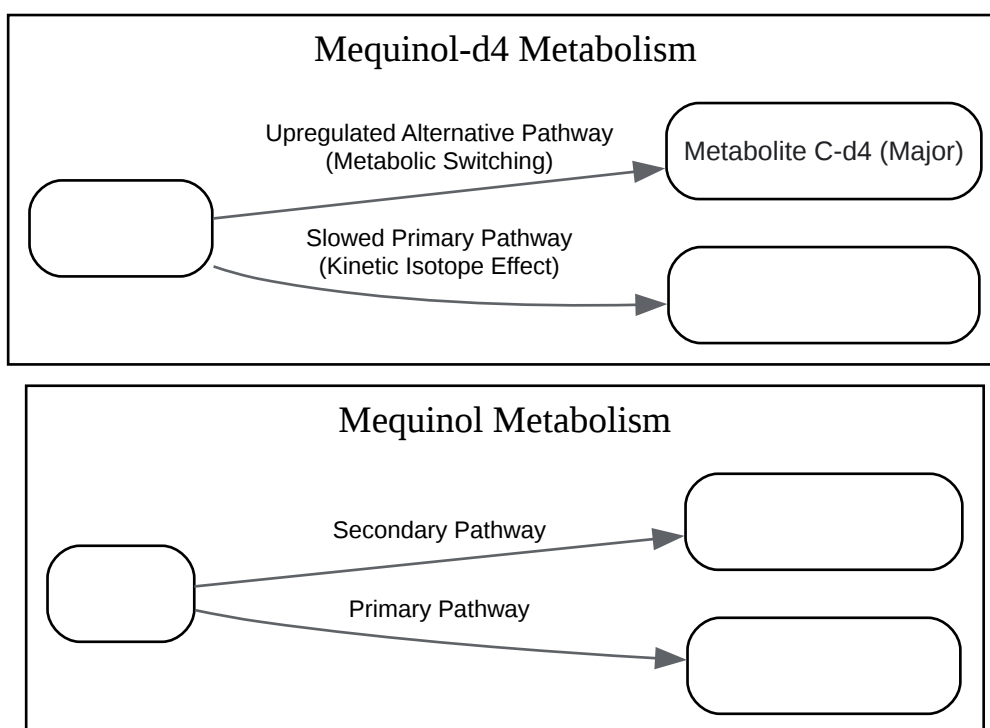 Mequinol-d4 Metabolism
Upregulated Alternative Pathway
(Metabolic Switching)
Metabolite C-d4 (Major)
Slowed Primary Pathway
(Kinetic Isotope Effect)
Mequinol Metabolism
Secondary Pathway
Primary Pathway